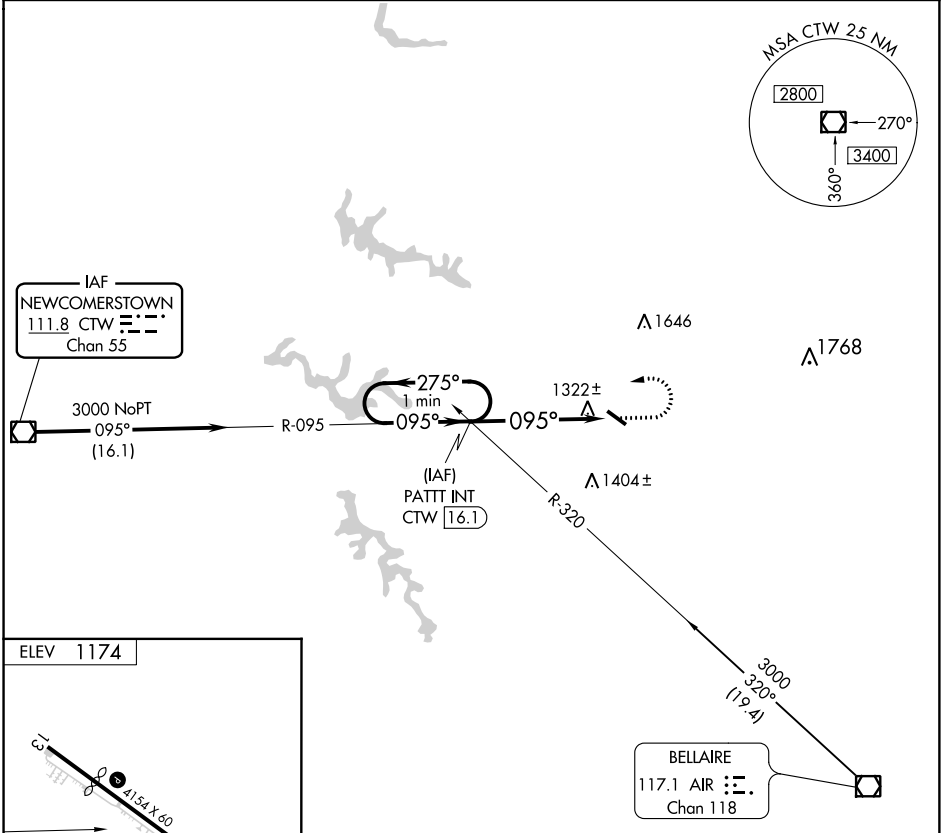 MSA CTW 25 NM
2800
270°
3400
360°
IAF
NEWCOMERSTOWN
111.8 CTW
Chan 55
1646
1768
3000 NoPT
095°
(16.1)
R-095
275°
1 min
095°
095°
1322±
(IAF)
PATTT INT
CTW 16.1
1404±
R-320
3000
320°
(19.4)
BELLAIRE
117.1 AIR
Chan 118
ELEV 1174
13
P
4154 X 60